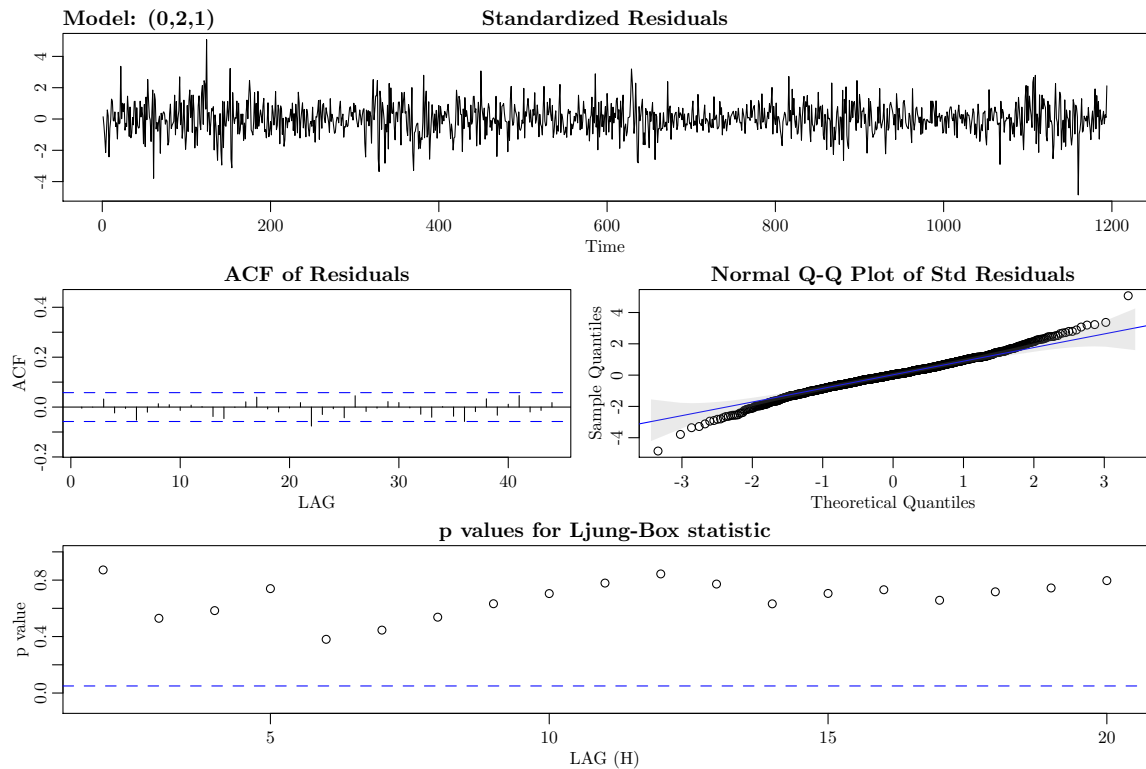 Model: (0,2,1) Standardized Residuals
4
2
0
-2
-4
0 200 400 600 800 1000 1200
Time
ACF of Residuals
ACF
0.4
0.2
0.0
-0.2
0 10 20 30 40
LAG
Normal Q-Q Plot of Std Residuals
Sample Quantiles
4
2
0
-2
-4
-3 -2 -1 0 1 2 3
Theoretical Quantiles
p values for Ljung-Box statistic
p value
0.8
0.4
0.0
5 10 15 20
LAG (H)